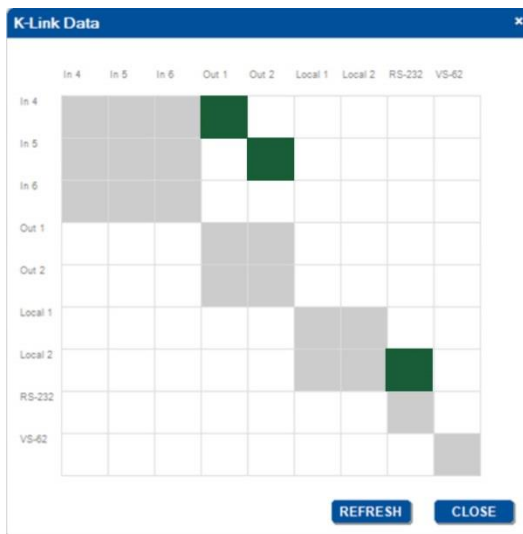 K-Link Data ×
In 4 In 5 In 6 Out 1 Out 2 Local 1 Local 2 RS-232 VS-62
In 4
In 5
In 6
Out 1
Out 2
Local 1
Local 2
RS-232
VS-62
REFRESH CLOSE